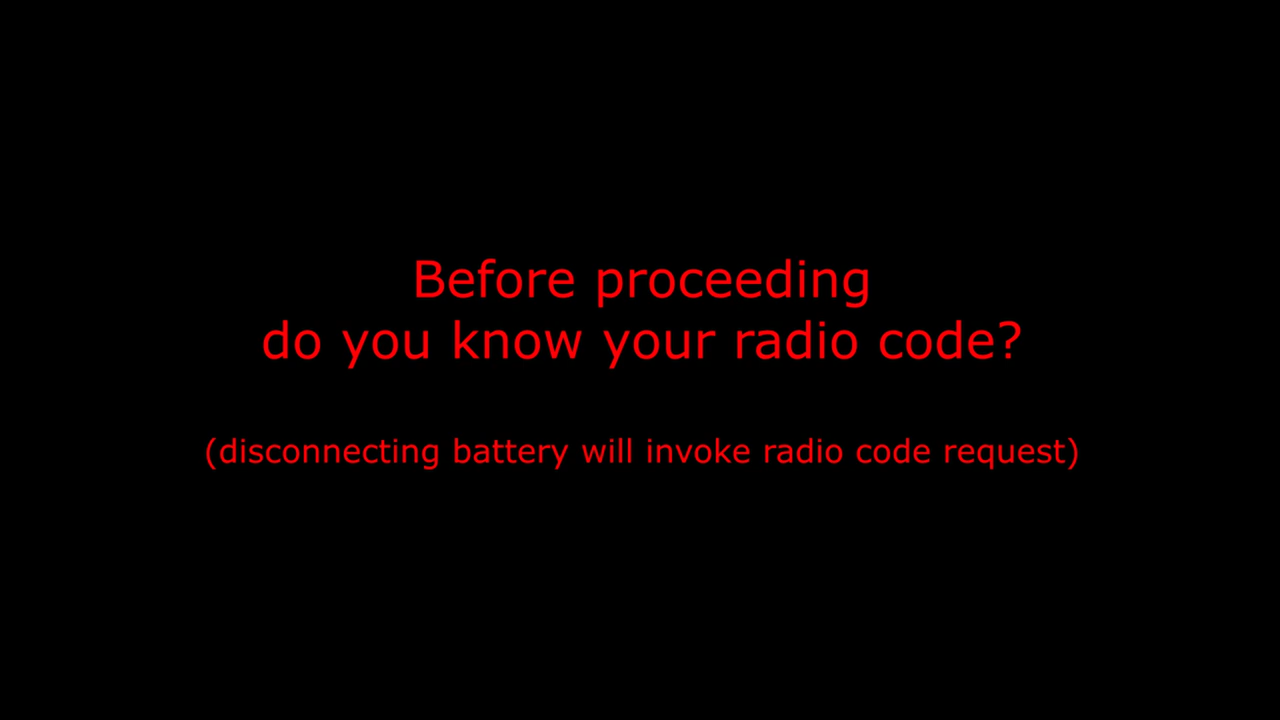 Before proceeding
do you know your radio code?
(disconnecting battery will invoke radio code request)